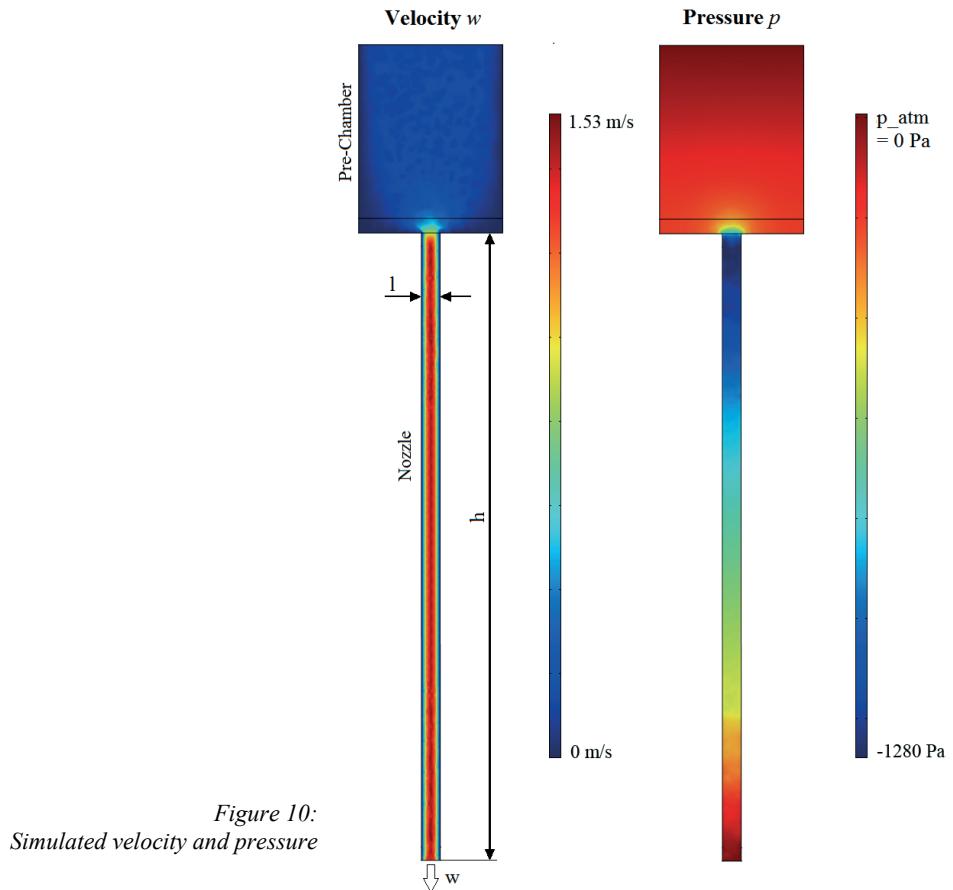 Velocity w
Pressure p
Pre-Chamber
1.53 m/s
p_atm
= 0 Pa
l
Nozzle
h
0 m/s
-1280 Pa
Figure 10:
Simulated velocity and pressure
w